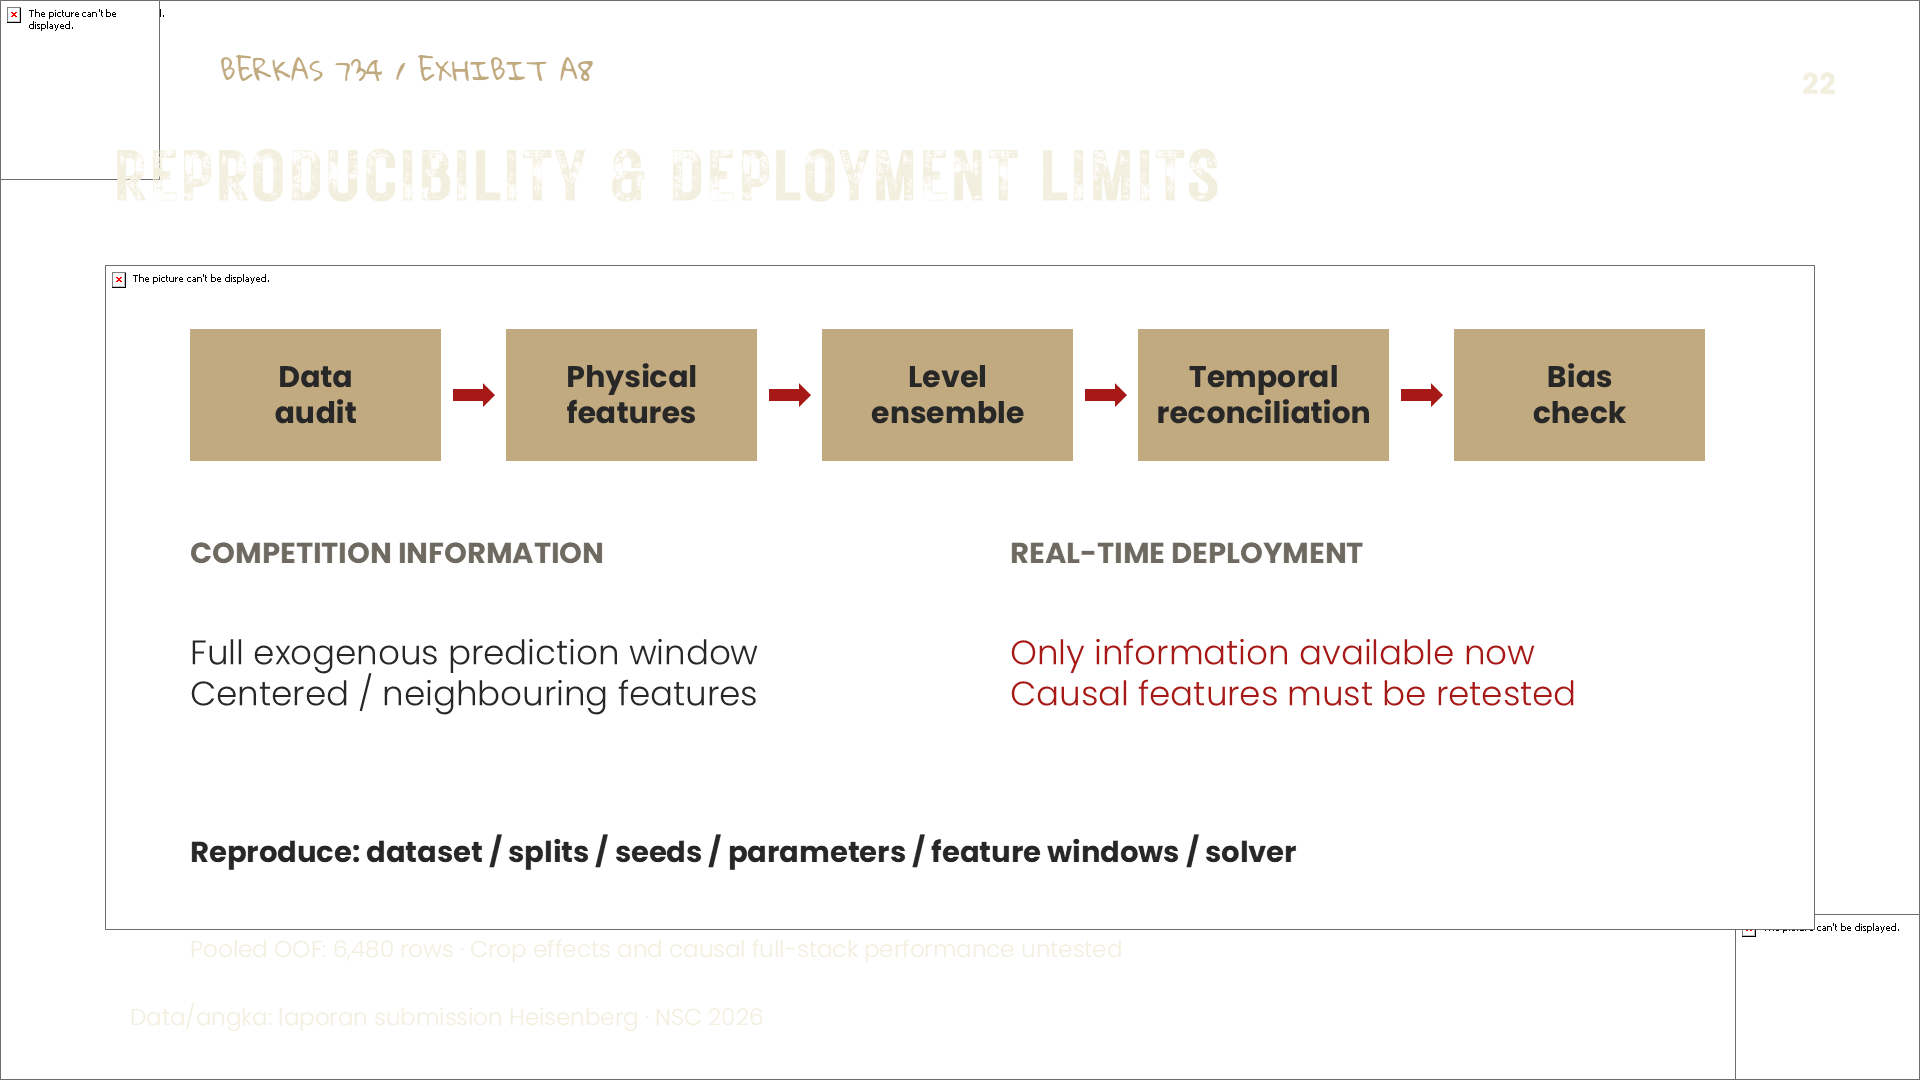 The picture can't be
displayed.
BERKAS 734 / EXHIBIT A8
22
REPRODUCIBILITY & DEPLOYMENT LIMITS
The picture can't be displayed.
Data
audit
Physical
features
Level
ensemble
Temporal
reconciliation
Bias
check
COMPETITION INFORMATION
Full exogenous prediction window
Centered / neighbouring features
REAL-TIME DEPLOYMENT
Only information available now
Causal features must be retested
Reproduce: dataset / splits / seeds / parameters / feature windows / solver
The picture can't be displayed.
Pooled OOF: 6,480 rows · Crop effects and causal full-stack performance untested
Data/angka: laporan submission Heisenberg · NSC 2026